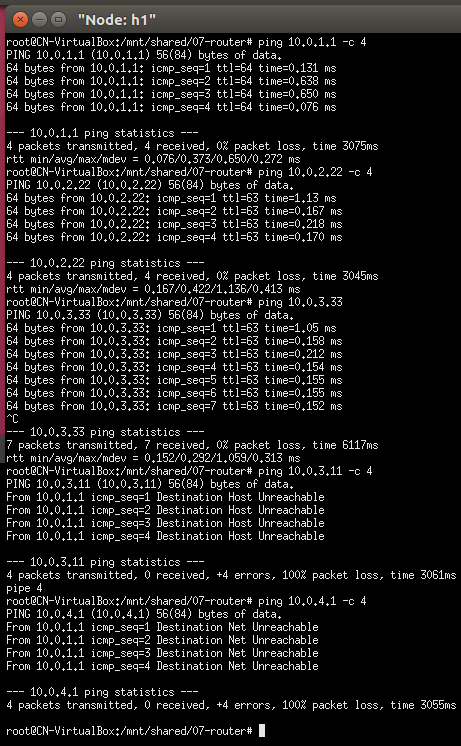 "Node: h1"
root@CN-VirtualBox:/mnt/shared/07-router# ping 10.0.1.1 -c 4
PING 10.0.1.1 (10.0.1.1) 56(84) bytes of data.
64 bytes from 10.0.1.1: icmp_seq=1 ttl=64 time=0.131 ms
64 bytes from 10.0.1.1: icmp_seq=2 ttl=64 time=0.638 ms
64 bytes from 10.0.1.1: icmp_seq=3 ttl=64 time=0.650 ms
64 bytes from 10.0.1.1: icmp_seq=4 ttl=64 time=0.076 ms

--- 10.0.1.1 ping statistics ---
4 packets transmitted, 4 received, 0% packet loss, time 3075ms
rtt min/avg/max/mdev = 0.076/0.373/0.650/0.272 ms
root@CN-VirtualBox:/mnt/shared/07-router# ping 10.0.2.22 -c 4
PING 10.0.2.22 (10.0.2.22) 56(84) bytes of data.
64 bytes from 10.0.2.22: icmp_seq=1 ttl=63 time=1.13 ms
64 bytes from 10.0.2.22: icmp_seq=2 ttl=63 time=0.167 ms
64 bytes from 10.0.2.22: icmp_seq=3 ttl=63 time=0.218 ms
64 bytes from 10.0.2.22: icmp_seq=4 ttl=63 time=0.170 ms

--- 10.0.2.22 ping statistics ---
4 packets transmitted, 4 received, 0% packet loss, time 3045ms
rtt min/avg/max/mdev = 0.167/0.422/1.136/0.413 ms
root@CN-VirtualBox:/mnt/shared/07-router# ping 10.0.3.33
PING 10.0.3.33 (10.0.3.33) 56(84) bytes of data.
64 bytes from 10.0.3.33: icmp_seq=1 ttl=63 time=1.05 ms
64 bytes from 10.0.3.33: icmp_seq=2 ttl=63 time=0.158 ms
64 bytes from 10.0.3.33: icmp_seq=3 ttl=63 time=0.212 ms
64 bytes from 10.0.3.33: icmp_seq=4 ttl=63 time=0.154 ms
64 bytes from 10.0.3.33: icmp_seq=5 ttl=63 time=0.155 ms
64 bytes from 10.0.3.33: icmp_seq=6 ttl=63 time=0.155 ms
64 bytes from 10.0.3.33: icmp_seq=7 ttl=63 time=0.152 ms
^C
--- 10.0.3.33 ping statistics ---
7 packets transmitted, 7 received, 0% packet loss, time 6117ms
rtt min/avg/max/mdev = 0.152/0.292/1.059/0.313 ms
root@CN-VirtualBox:/mnt/shared/07-router# ping 10.0.3.11 -c 4
PING 10.0.3.11 (10.0.3.11) 56(84) bytes of data.
From 10.0.1.1 icmp_seq=1 Destination Host Unreachable
From 10.0.1.1 icmp_seq=2 Destination Host Unreachable
From 10.0.1.1 icmp_seq=3 Destination Host Unreachable
From 10.0.1.1 icmp_seq=4 Destination Host Unreachable

--- 10.0.3.11 ping statistics ---
4 packets transmitted, 0 received, +4 errors, 100% packet loss, time 3061ms
pipe 4
root@CN-VirtualBox:/mnt/shared/07-router# ping 10.0.4.1 -c 4
PING 10.0.4.1 (10.0.4.1) 56(84) bytes of data.
From 10.0.1.1 icmp_seq=1 Destination Net Unreachable
From 10.0.1.1 icmp_seq=2 Destination Net Unreachable
From 10.0.1.1 icmp_seq=3 Destination Net Unreachable
From 10.0.1.1 icmp_seq=4 Destination Net Unreachable

--- 10.0.4.1 ping statistics ---
4 packets transmitted, 0 received, +4 errors, 100% packet loss, time 3055ms

root@CN-VirtualBox:/mnt/shared/07-router#